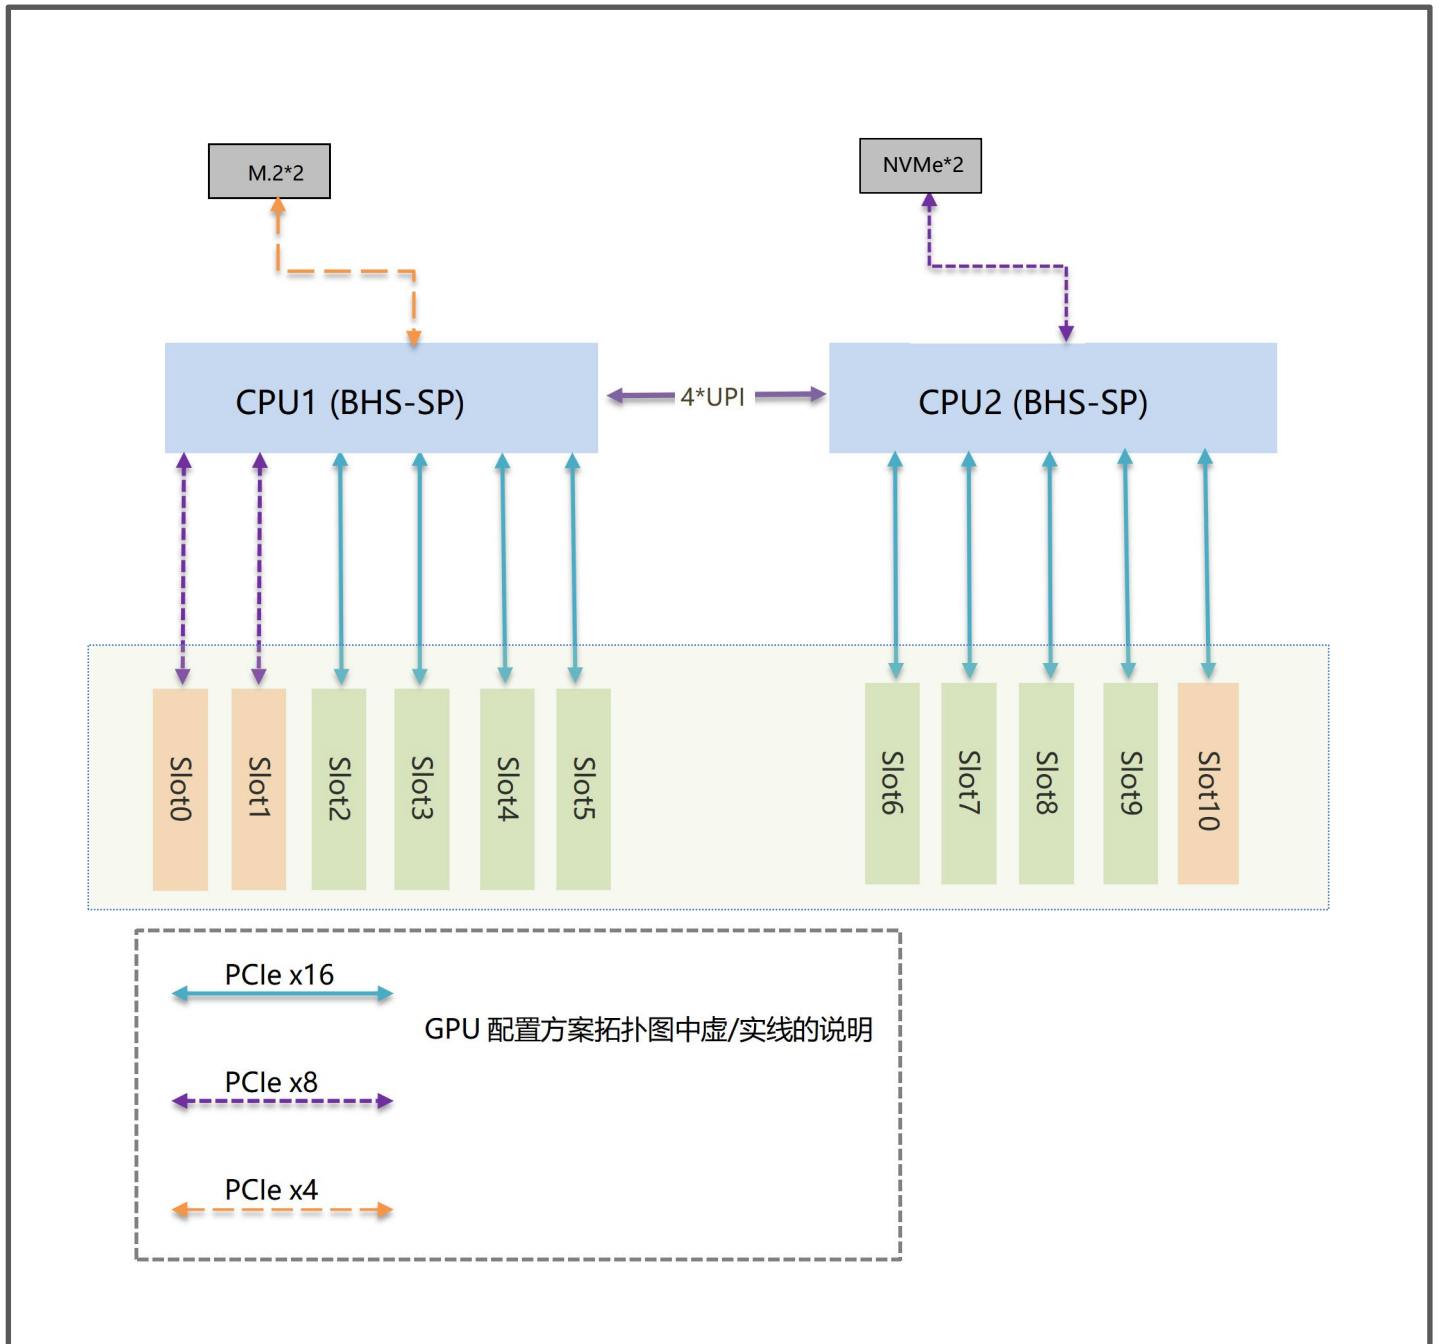 M.2*2
NVMe*2
CPU1 (BHS-SP)
4*UPI
CPU2 (BHS-SP)
Slot0
Slot1
Slot2
Slot3
Slot4
Slot5
Slot6
Slot7
Slot8
Slot9
Slot10
PCIe x16
GPU 配置方案拓扑图中虚/实线的说明
PCIe x8
PCIe x4